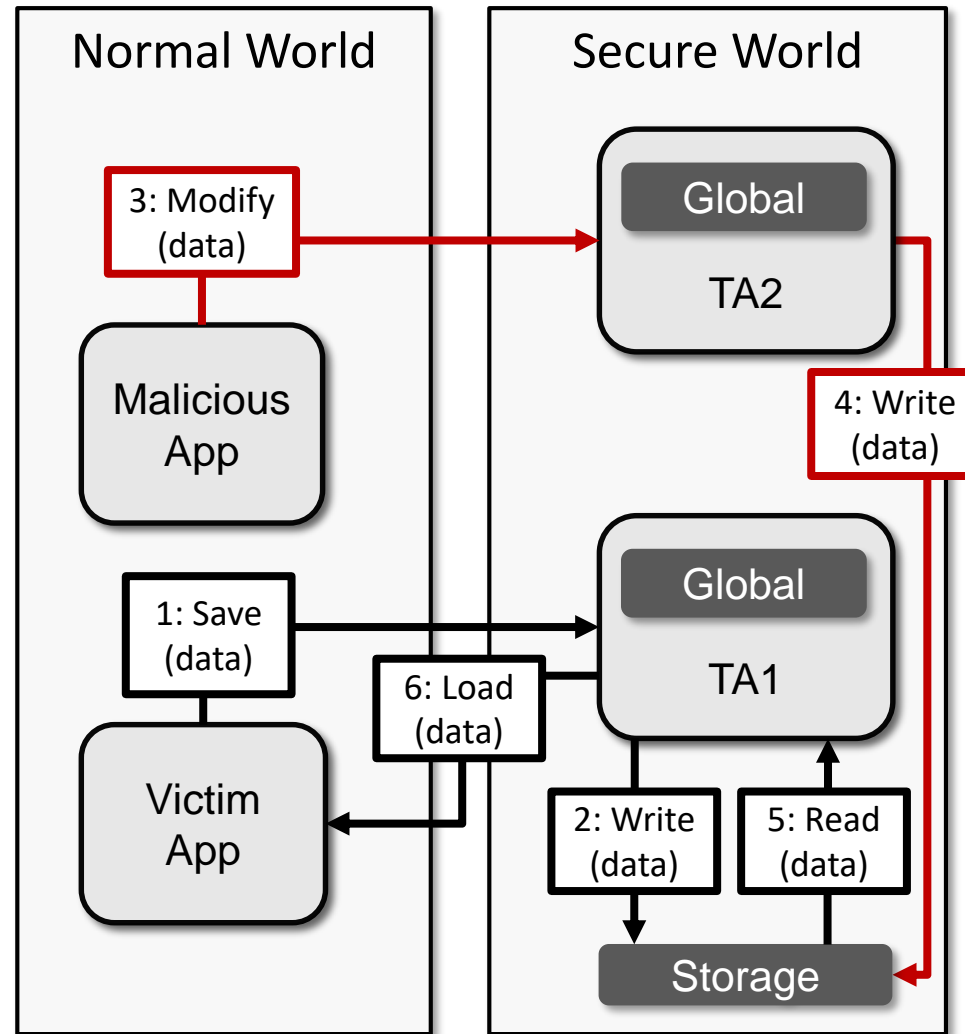 Normal World
3: Modify
(data)
Malicious
App
1: Save
(data)
Victim
App
6: Load
(data)
Secure World
Global
TA2
4: Write
(data)
Global
TA1
2: Write
(data)
5: Read
(data)
Storage